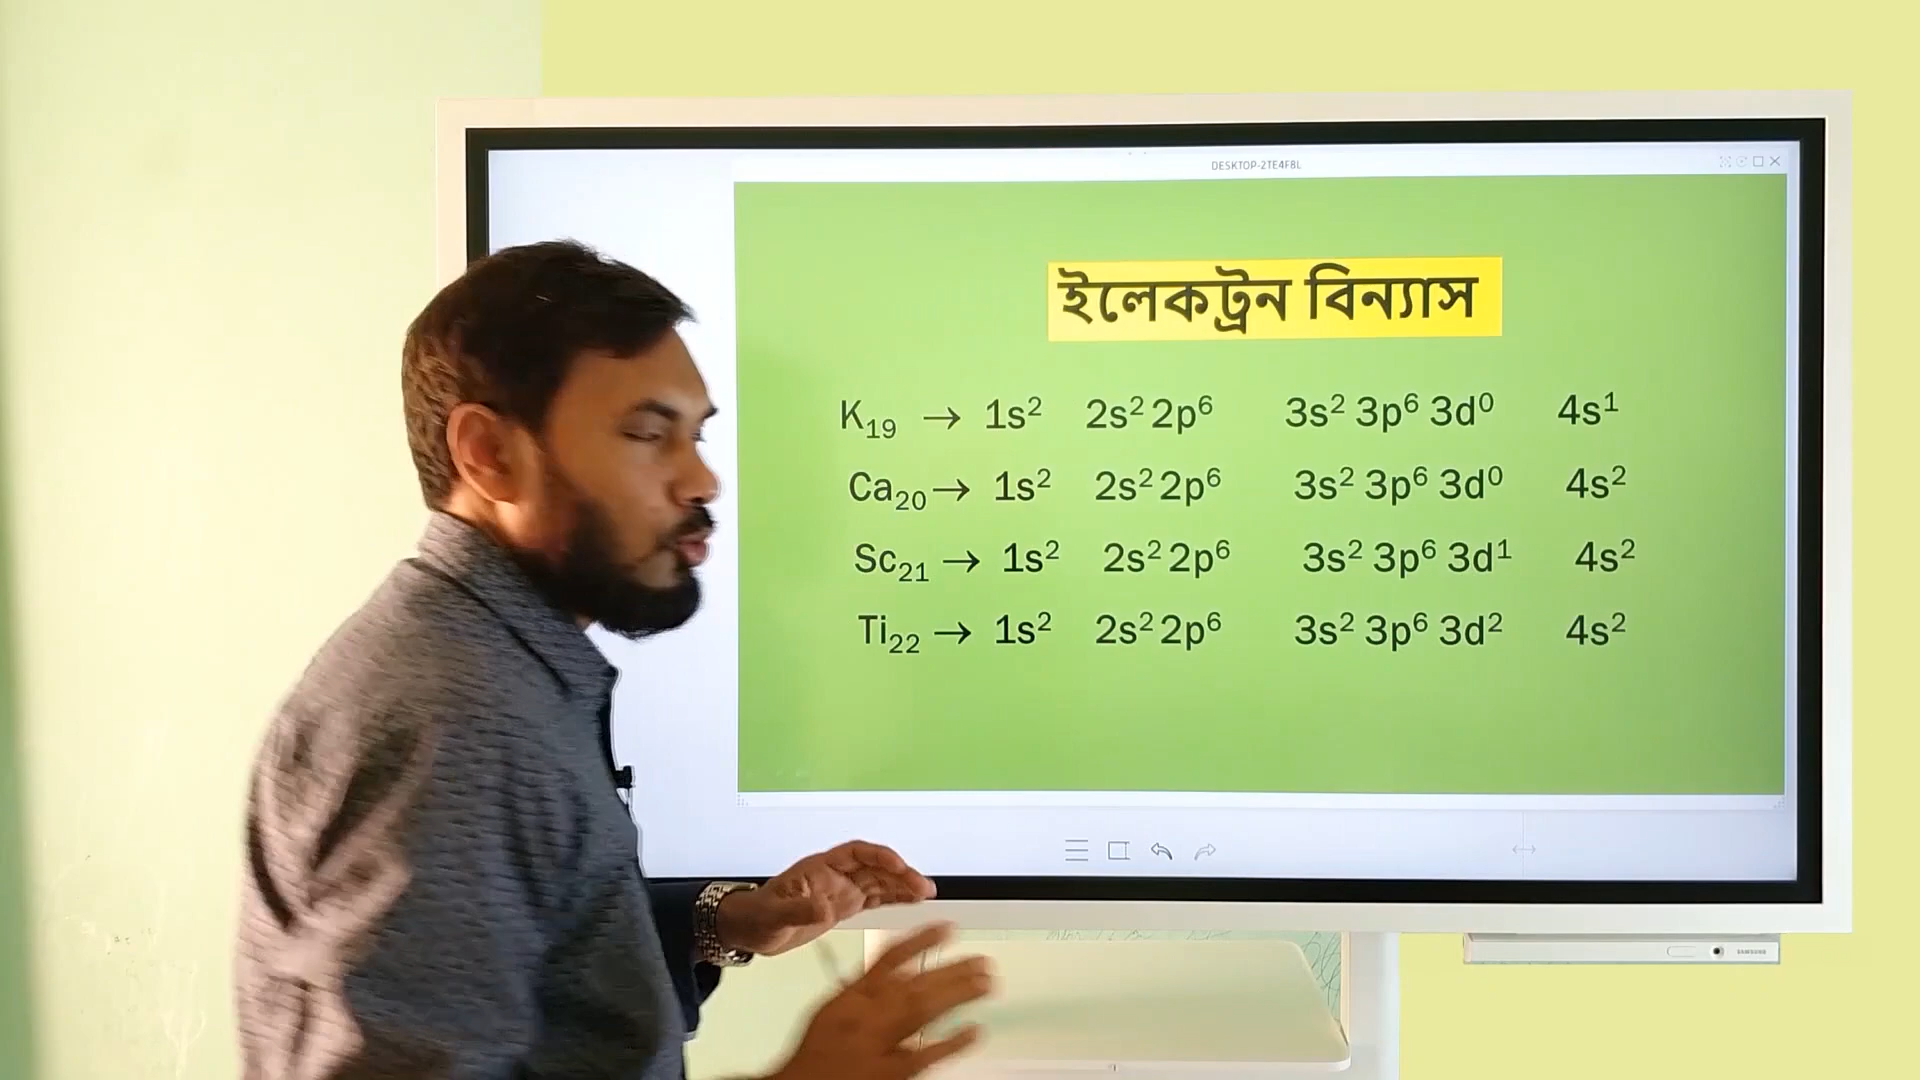 DESKTOP-2TE4F8L
ইলেকট্রন বিন্যাস
K₁₉ → 1s² 2s² 2p⁶ 3s² 3p⁶ 3d⁰ 4s¹
Ca₂₀ → 1s² 2s² 2p⁶ 3s² 3p⁶ 3d⁰ 4s²
Sc₂₁ → 1s² 2s² 2p⁶ 3s² 3p⁶ 3d¹ 4s²
Ti₂₂ → 1s² 2s² 2p⁶ 3s² 3p⁶ 3d² 4s²
SAMSUNG